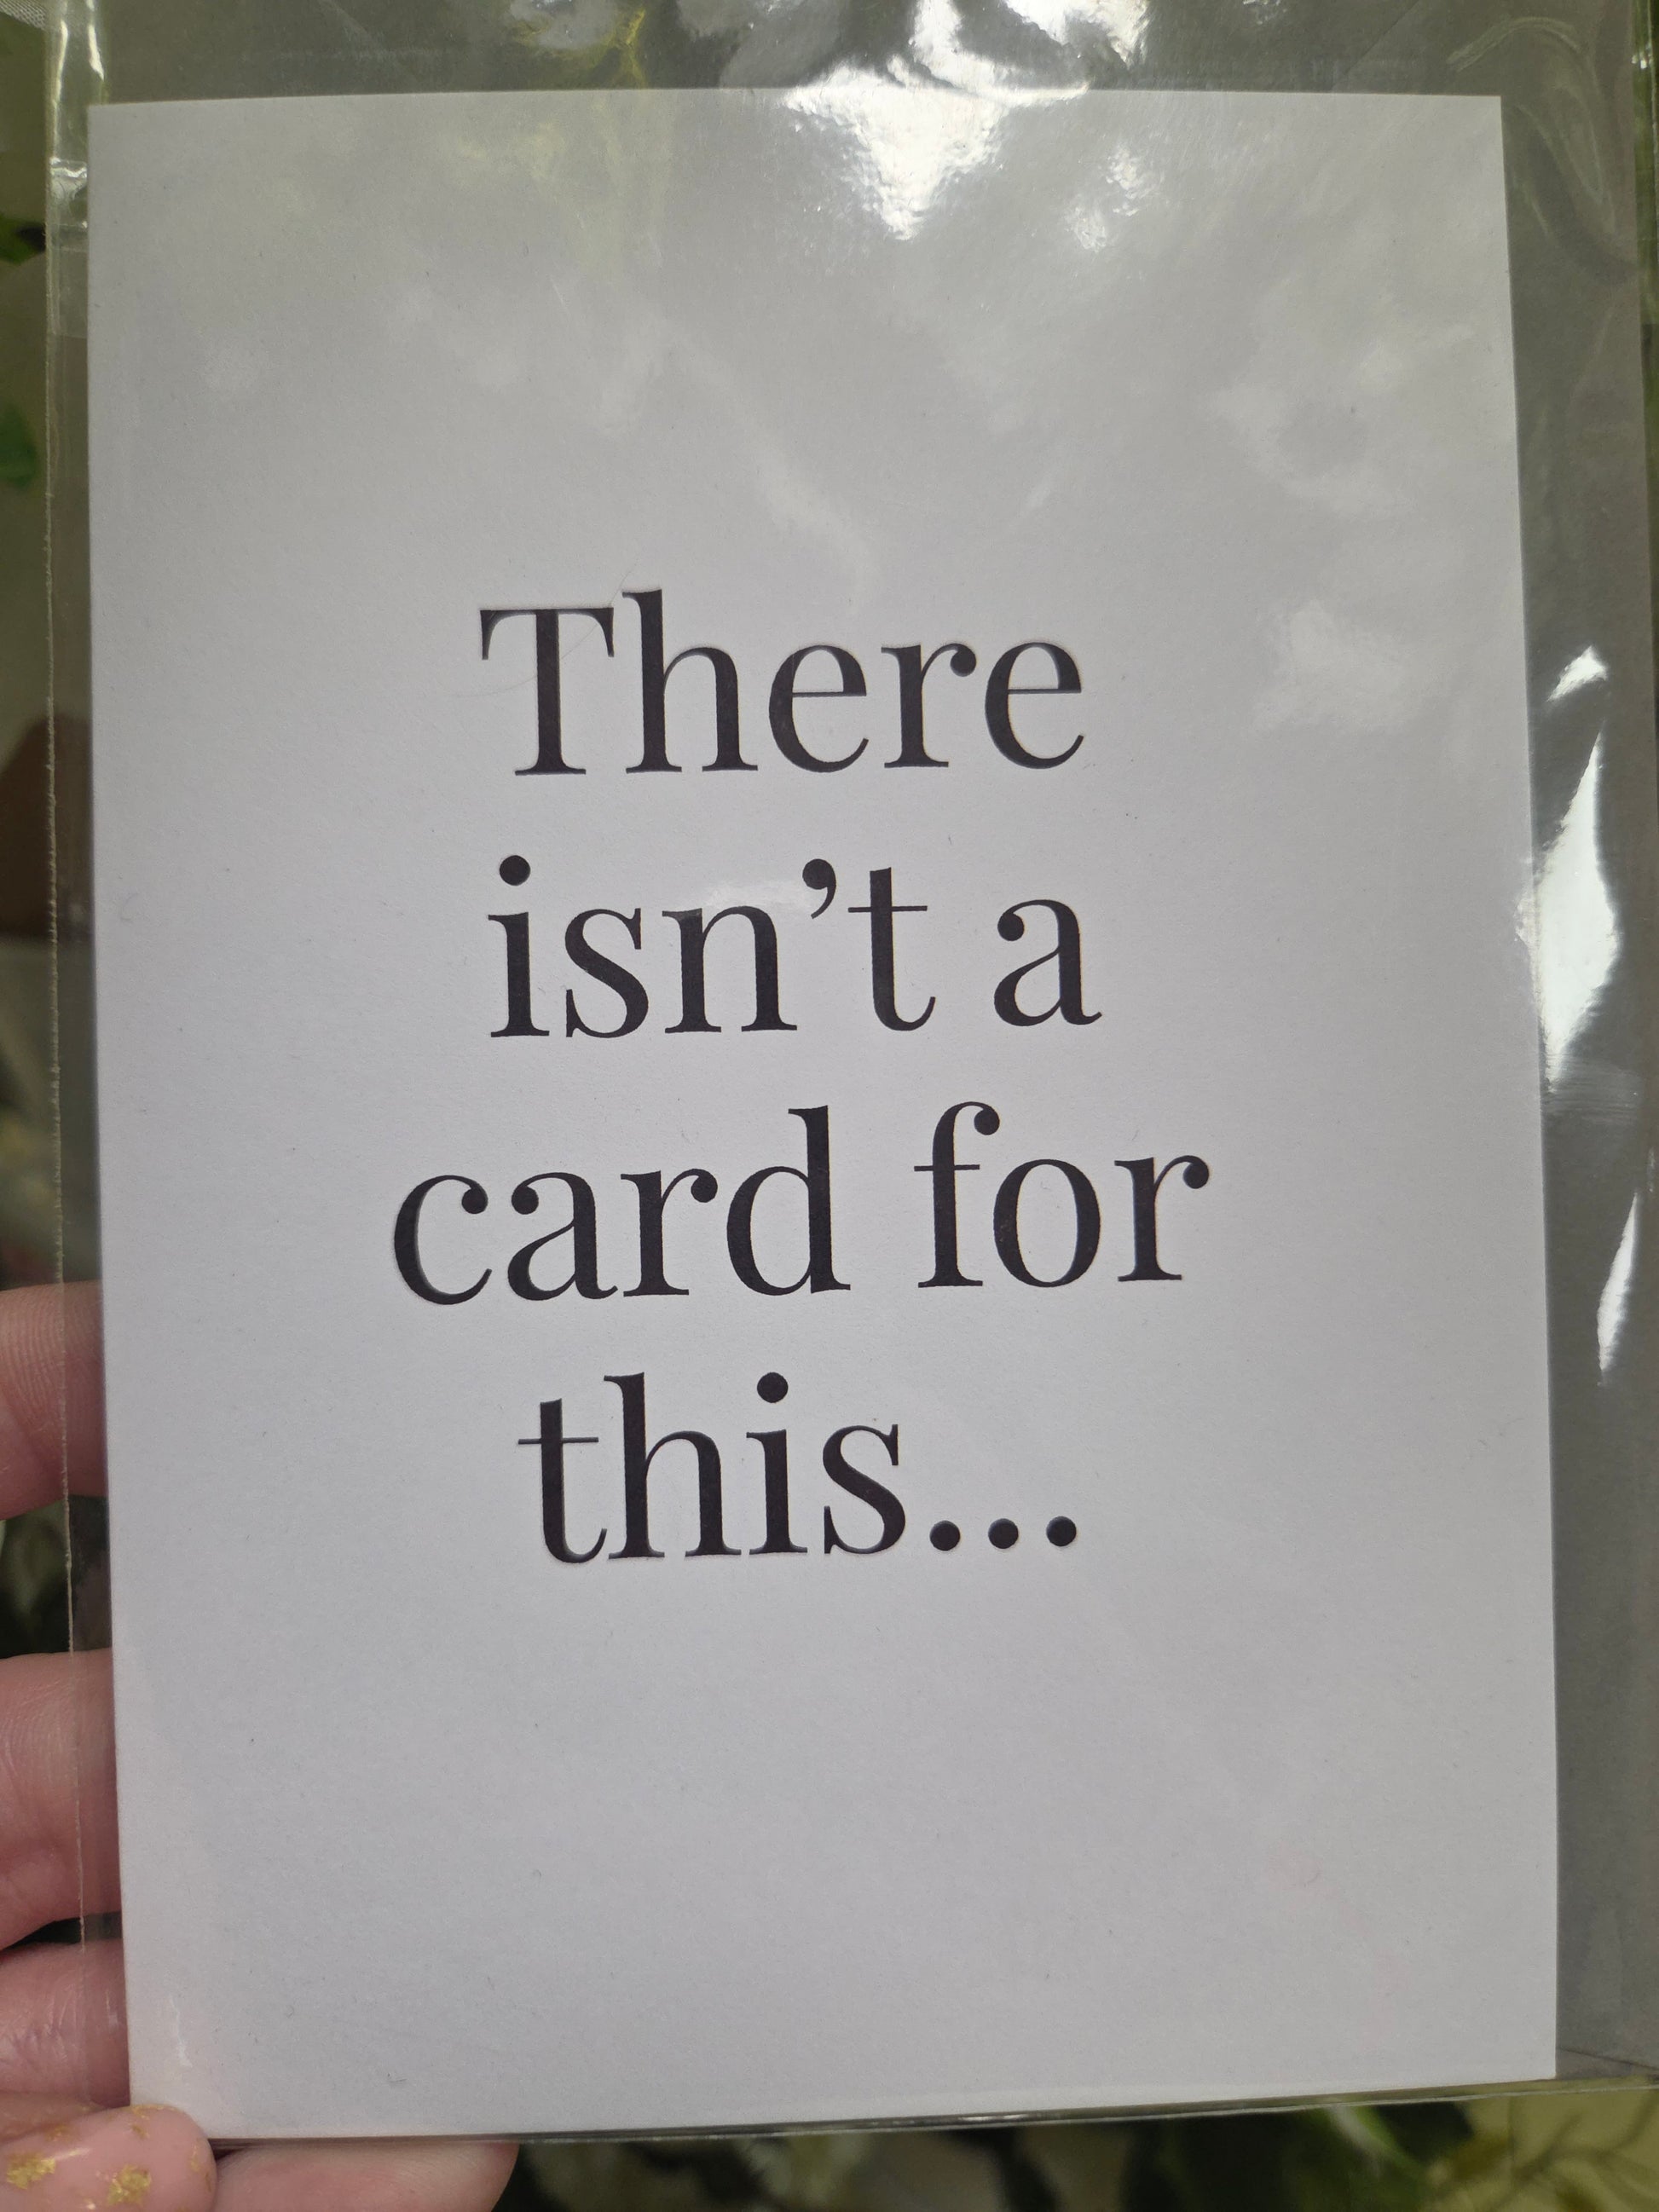 There
isn’t a
card for
this...